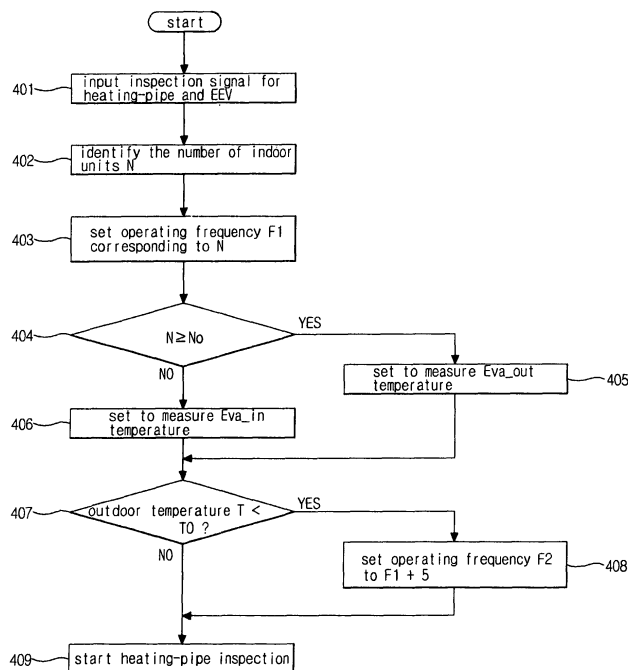 start
401
input inspection signal for
heating-pipe and EEV
402
identify the number of indoor
units N
403
set operating frequency F1
corresponding to N
404
N≥No
YES
NO
set to measure Eva_out
temperature
405
406
set to measure Eva_in
temperature
407
outdoor temperature T <
T0 ?
YES
NO
set operating frequency F2
to F1 + 5
408
409
start heating-pipe inspection